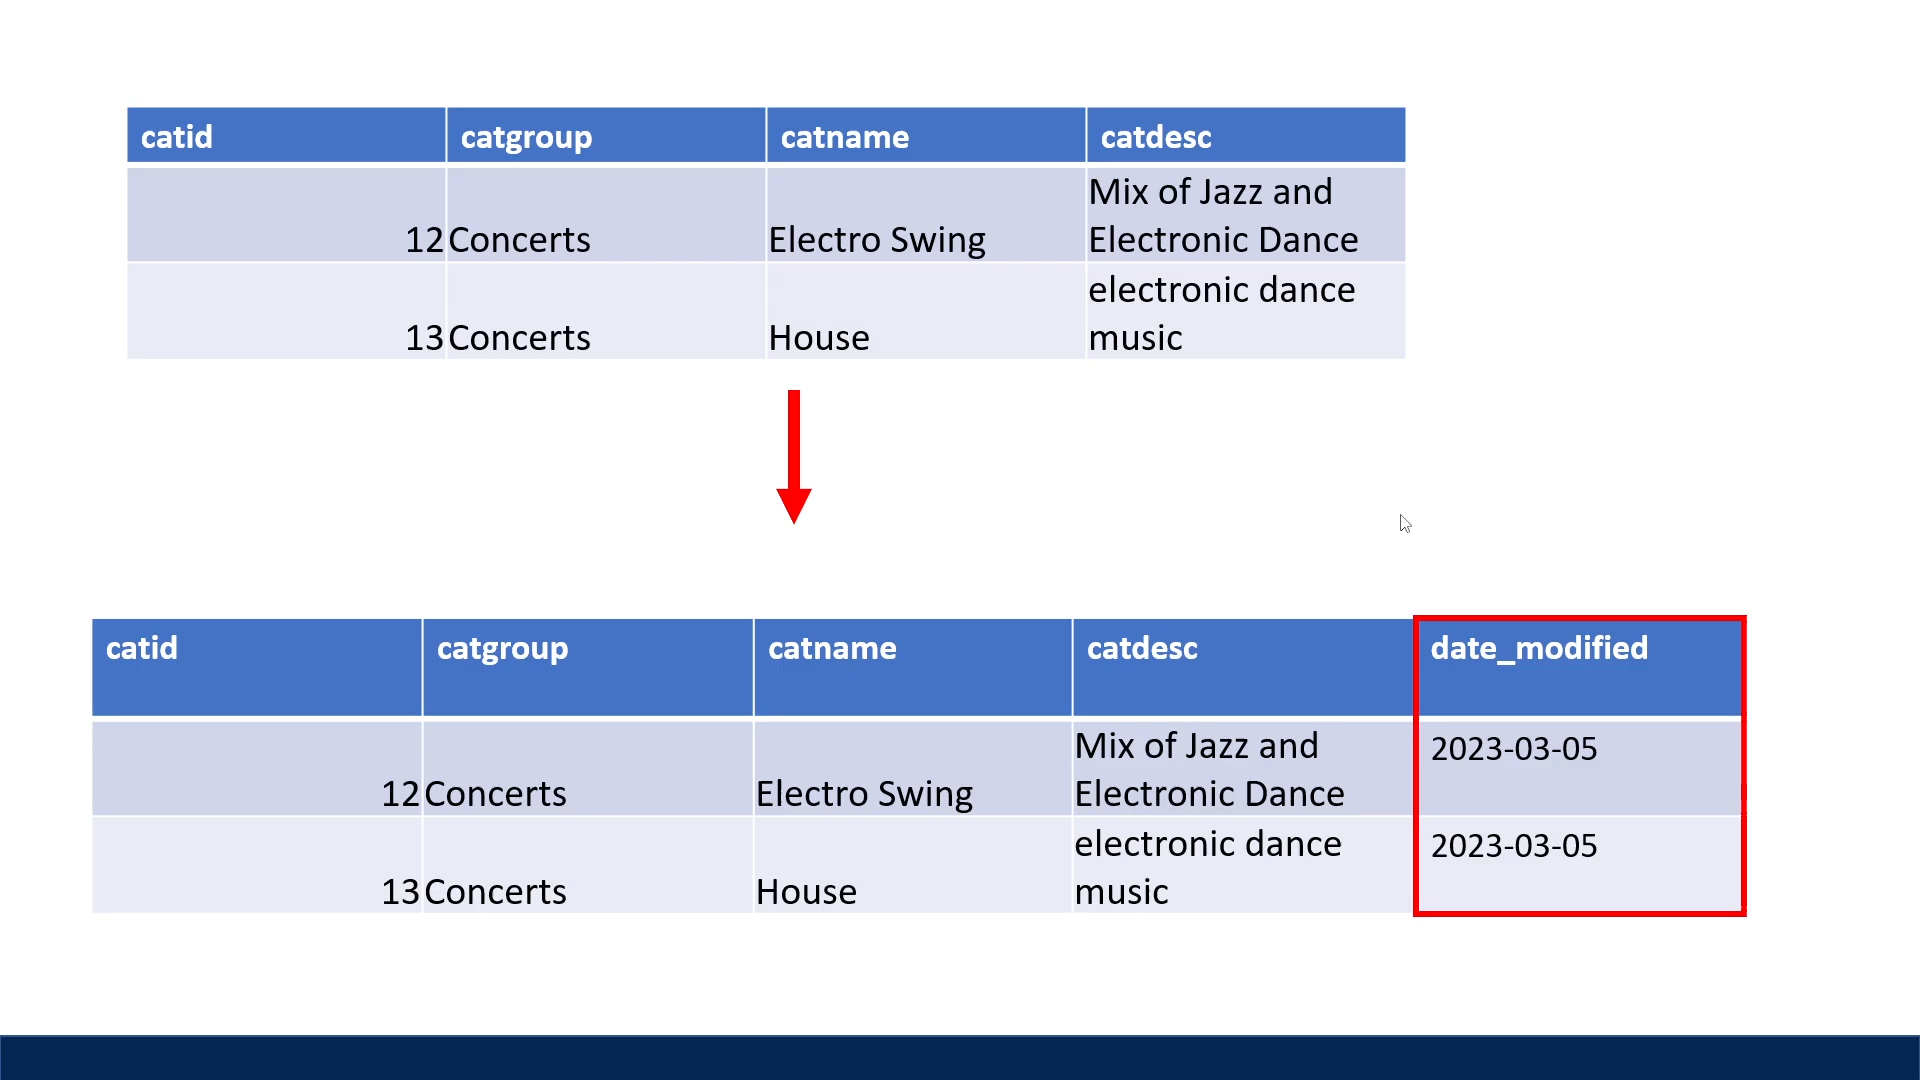 catid catgroup catname catdesc
Mix of Jazz and
12 Concerts Electro Swing Electronic Dance
electronic dance
13 Concerts House music
catid catgroup catname catdesc date_modified
Mix of Jazz and 2023-03-05
12 Concerts Electro Swing Electronic Dance
electronic dance 2023-03-05
13 Concerts House music